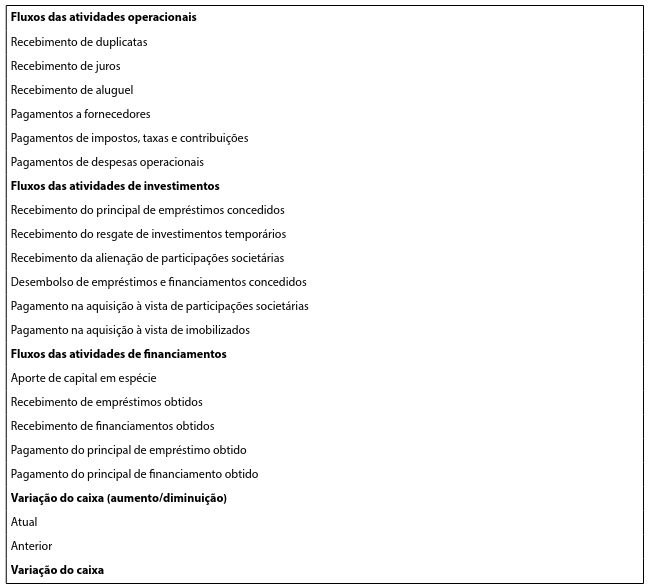 Fluxos das atividades operacionais
Recebimento de duplicatas
Recebimento de juros
Recebimento de aluguel
Pagamentos a fornecedores
Pagamentos de impostos, taxas e contribuições
Pagamentos de despesas operacionais
Fluxos das atividades de investimentos
Recebimento do principal de empréstimos concedidos
Recebimento do resgate de investimentos temporários
Recebimento da alienação de participações societárias
Desembolso de empréstimos e financiamentos concedidos
Pagamento na aquisição à vista de participações societárias
Pagamento na aquisição à vista de imobilizados
Fluxos das atividades de financiamentos
Aporte de capital em espécie
Recebimento de empréstimos obtidos
Recebimento de financiamentos obtidos
Pagamento do principal de empréstimo obtido
Pagamento do principal de financiamento obtido
Variação do caixa (aumento/diminuição)
Atual
Anterior
Variação do caixa